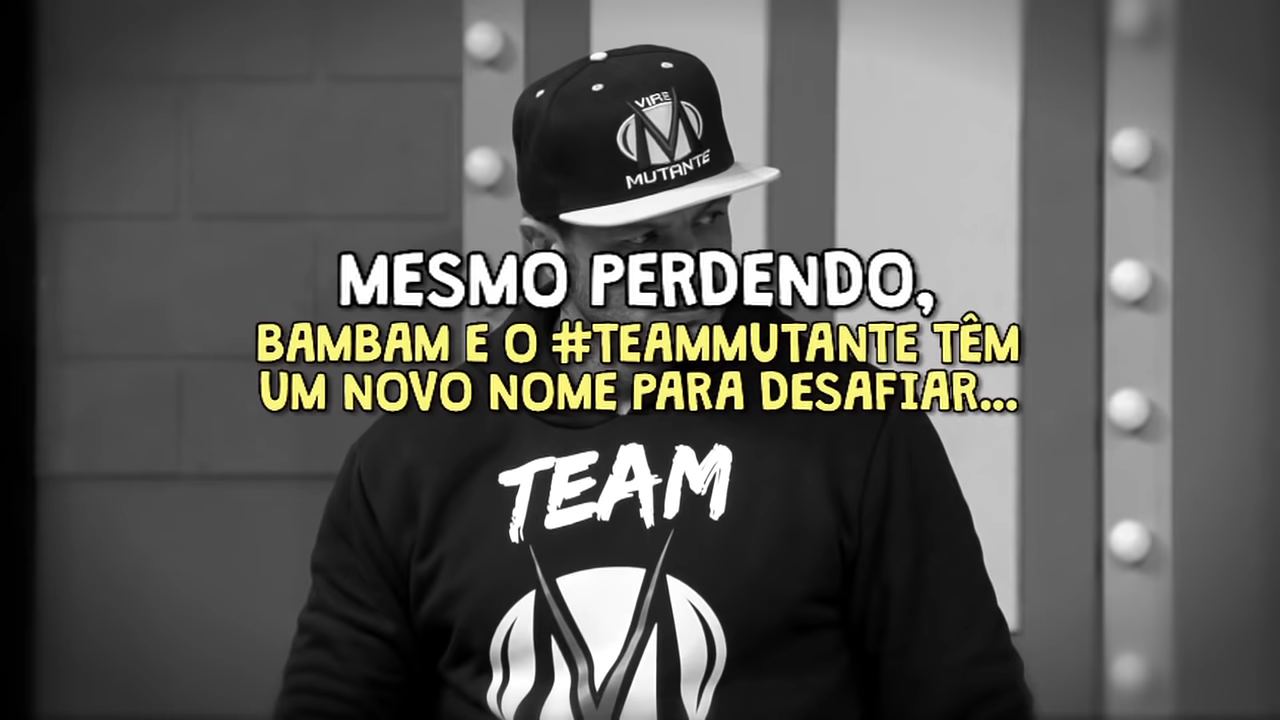 VIRE
M
MUTANTE
MESMO PERDENDO,
BAMBAM E O #TEAMMUTANTE TÊM
UM NOVO NOME PARA DESAFIAR...
TEAM
M